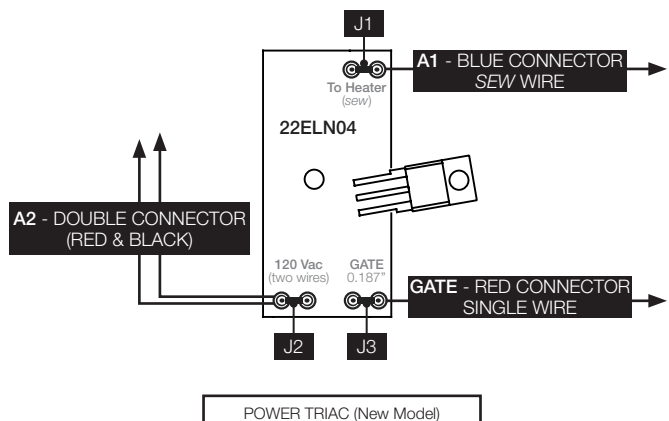 J1
A1 - BLUE CONNECTOR
SEW WIRE
To Heater
(sew)
22ELN04
A2 - DOUBLE CONNECTOR
(RED & BLACK)
120 Vac
(two wires)
GATE
0.187"
GATE - RED CONNECTOR
SINGLE WIRE
J2
J3
POWER TRIAC (New Model)